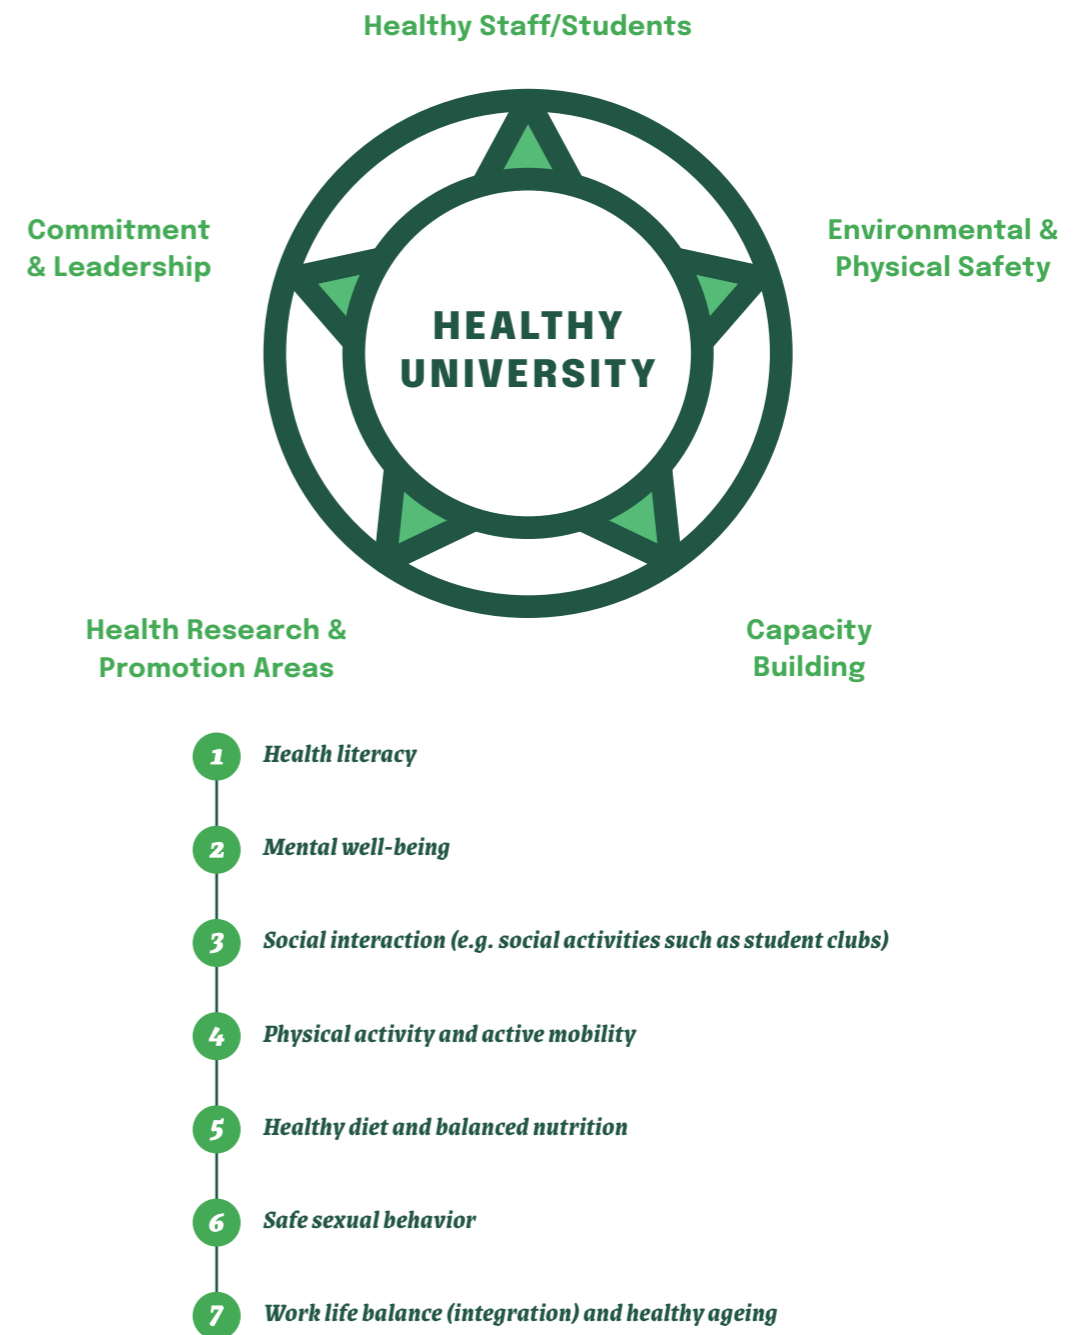 Healthy Staff/Students
Commitment
& Leadership
Environmental &
Physical Safety
HEALTHY
UNIVERSITY
Health Research &
Promotion Areas
Capacity
Building
1 Health literacy
2 Mental well-being
3 Social interaction (e.g. social activities such as student clubs)
4 Physical activity and active mobility
5 Healthy diet and balanced nutrition
6 Safe sexual behavior
7 Work life balance (integration) and healthy ageing